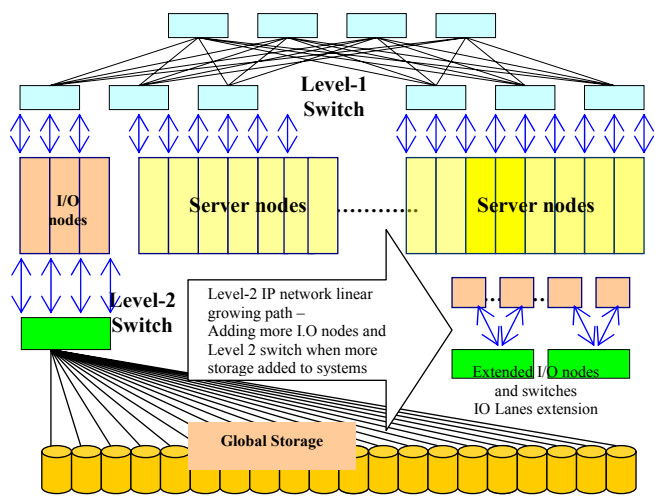 Level-1
Switch
I/O
nodes
Server nodes
Server nodes
Level-2
Switch
Level-2 IP network linear
growing path –
Adding more I.O nodes and
Level 2 switch when more
storage added to systems
Extended I/O nodes
and switches
IO Lanes extension
Global Storage